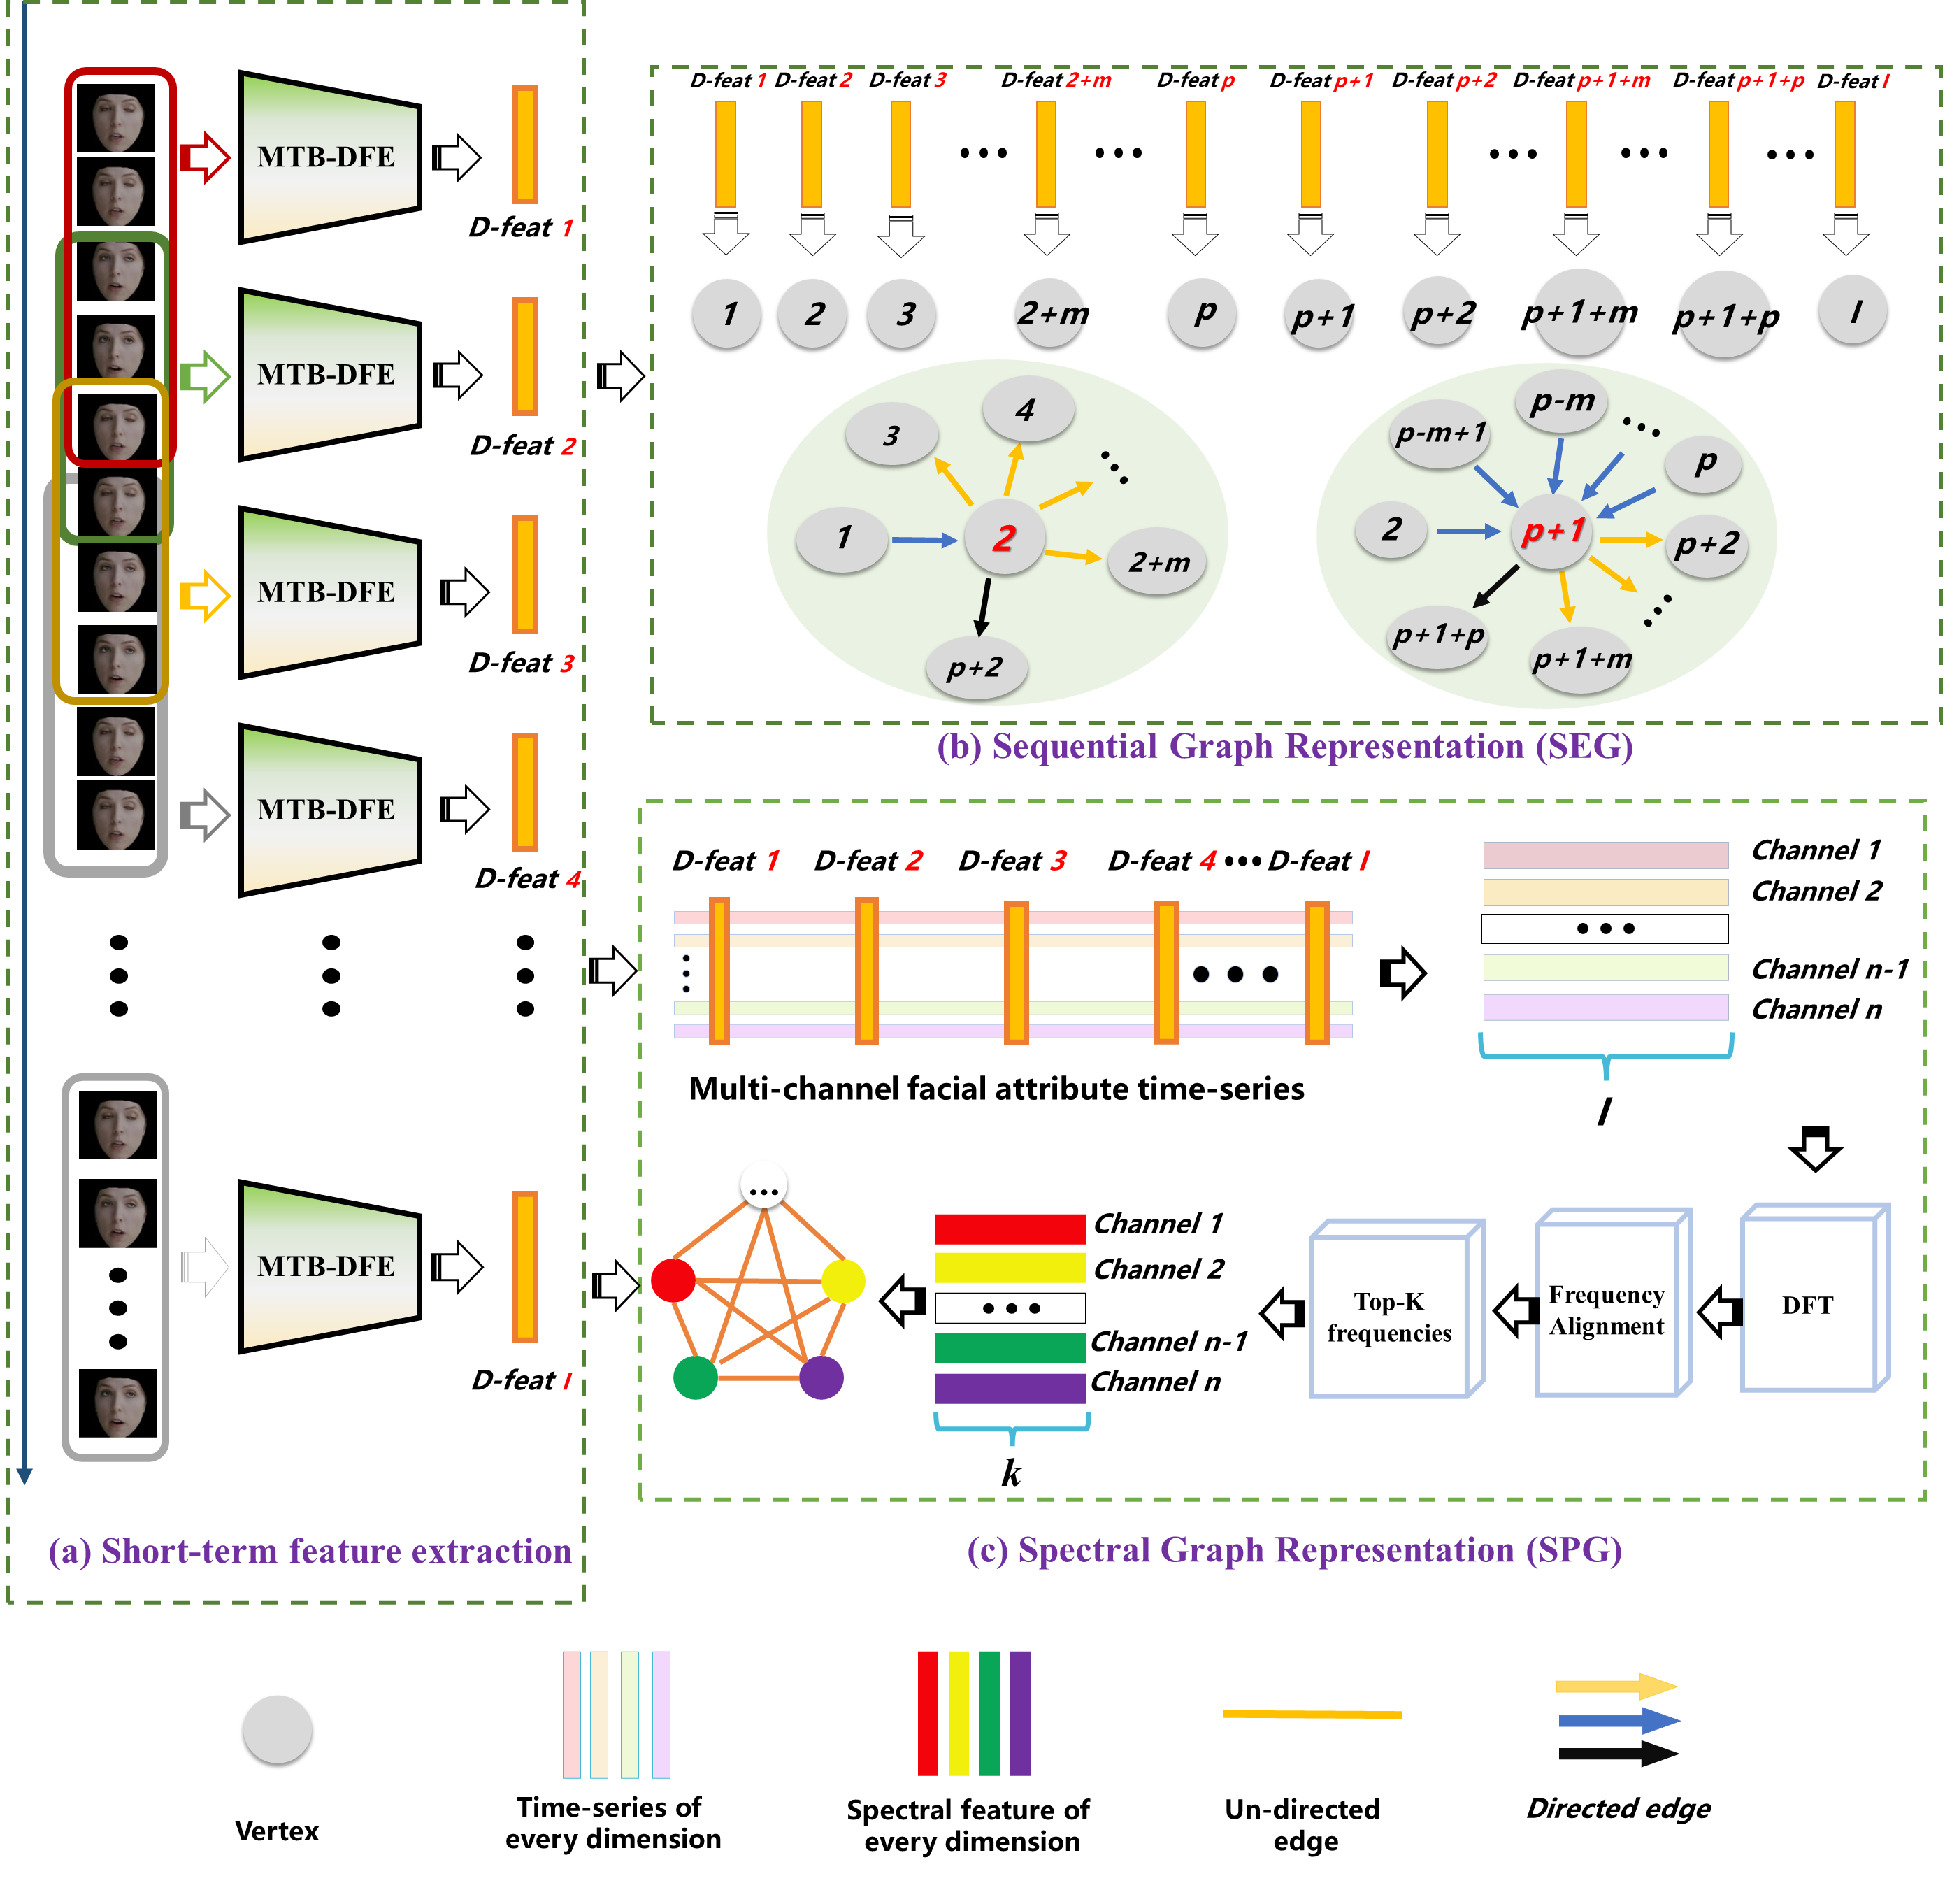 MTB-DFE
D-feat 1
MTB-DFE
D-feat 2
MTB-DFE
D-feat 3
MTB-DFE
D-feat 4
MTB-DFE
D-feat l
(a) Short-term feature extraction
D-feat 1 D-feat 2 D-feat 3 D-feat 2+m D-feat p D-feat p+1 D-feat p+2 D-feat p+1+m D-feat p+1+p D-feat l
1 2 3 2+m p p+1 p+2 p+1+m p+1+p l
3
4
1
2
2+m
p+2
p-m+1
p-m
p
2
p+1
p+2
p+1+p
p+1+m
(b) Sequential Graph Representation (SEG)
D-feat 1 D-feat 2 D-feat 3 D-feat 4 ••• D-feat l
Multi-channel facial attribute time-series
Channel 1
Channel 2
•••
Channel n-1
Channel n
l
DFT
Frequency
Alignment
Top-K
frequencies
Channel 1
Channel 2
•••
Channel n-1
Channel n
k
...
(c) Spectral Graph Representation (SPG)
Vertex
Time-series of
every dimension
Spectral feature of
every dimension
Un-directed
edge
Directed edge